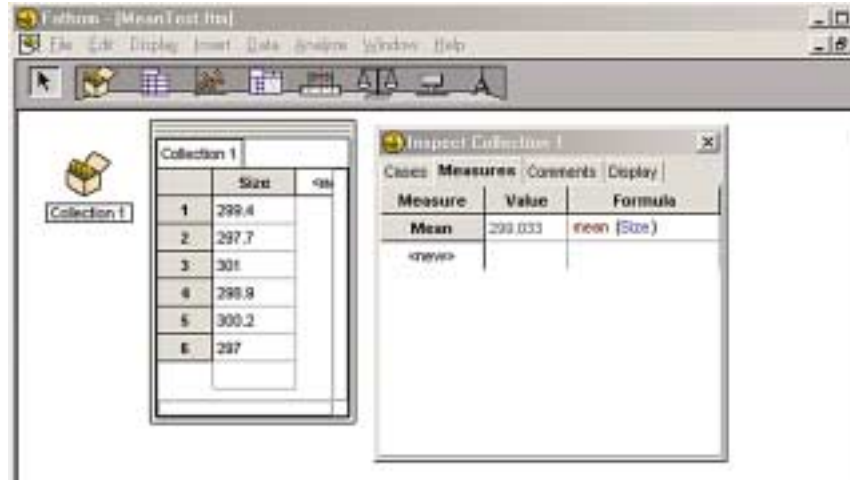 Fathom - [MeanTest.ftm]
File Edit Display Insert Data Analyze Window Help
Collection 1
Collection 1
Size
1 299.4
2 297.7
3 301
4 298.9
5 300.2
6 297
Inspect Collection 1
Cases Measures Comments Display
Measure Value Formula
Mean 299.033 mean (Size)
<new>